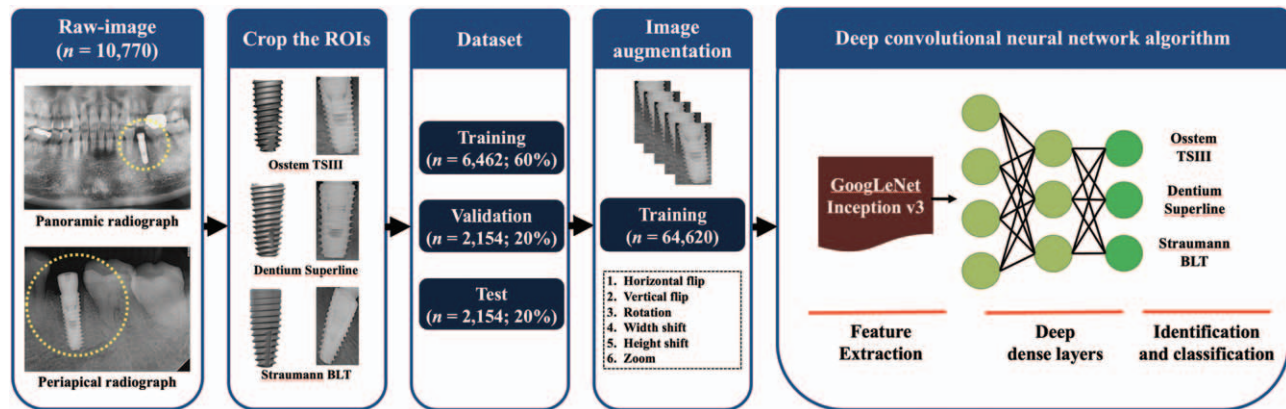 Raw-image
(n = 10,770)
Panoramic radiograph
Periapical radiograph
Crop the ROIs
Osstem TSIII
Dentium Superline
Straumann BLT
Dataset
Training
(n = 6,462; 60%)
Validation
(n = 2,154; 20%)
Test
(n = 2,154; 20%)
Image
augmentation
Training
(n = 64,620)
1. Horizontal flip
2. Vertical flip
3. Rotation
4. Width shift
5. Height shift
6. Zoom
Deep convolutional neural network algorithm
GoogLeNet
Inception v3
Osstem
TSIII
Dentium
Superline
Straumann
BLT
Feature
Extraction
Deep
dense layers
Identification
and classification